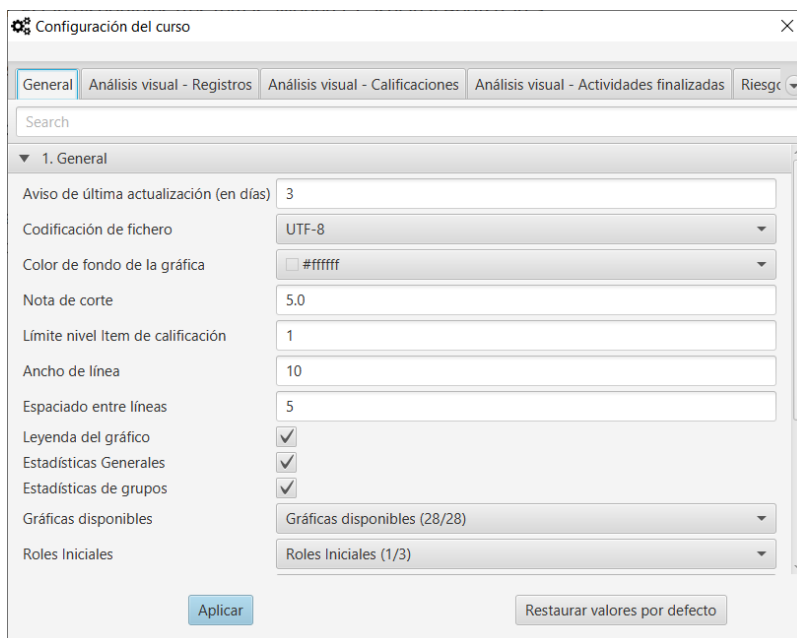 Configuración del curso
General Análisis visual - Registros Análisis visual - Calificaciones Análisis visual - Actividades finalizadas
Search
1. General
Aviso de última actualización (en días) 3
Codificación de fichero UTF-8
Color de fondo de la gráfica #ffffff
Nota de corte 5.0
Límite nivel Item de calificación 1
Ancho de línea 10
Espaciado entre líneas 5
Leyenda del gráfico
Estadísticas Generales
Estadísticas de grupos
Gráficas disponibles Gráficas disponibles (28/28)
Roles Iniciales Roles Iniciales (1/3)
Aplicar Restaurar valores por defecto